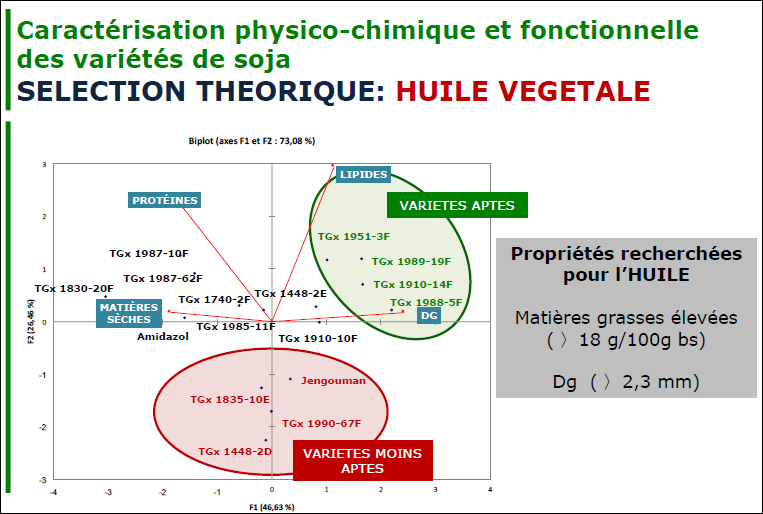 Caractérisation physico-chimique et fonctionnelle
des variétés de soja
SELECTION THEORIQUE: HUILE VEGETALE
Biplot (axes F1 et F2 : 73,08 %)
3
2
1
0
-1
-2
-3
F2 (26,46 %)
LIPIDES
PROTÉINES
VARIETES APTES
TGx 1951-3F
TGx 1987-10F
TGx 1989-19F
TGx 1987-62F
TGx 1910-14F
TGx 1830-20F
TGx 1448-2E
TGx 1740-2F
TGx 1988-5F
MATIÈRES
SÈCHES
DG
TGx 1985-11F
Amidazol
TGx 1910-10F
Jengouman
TGx 1835-10E
TGx 1990-67F
TGx 1448-2D
VARIETES MOINS
APTES
-4 -3 -2 -1 0 1 2 3 4
F1 (46,63 %)
Propriétés recherchées
pour l’HUILE
Matières grasses élevées
( 〉18 g/100g bs)
Dg ( 〉2,3 mm)